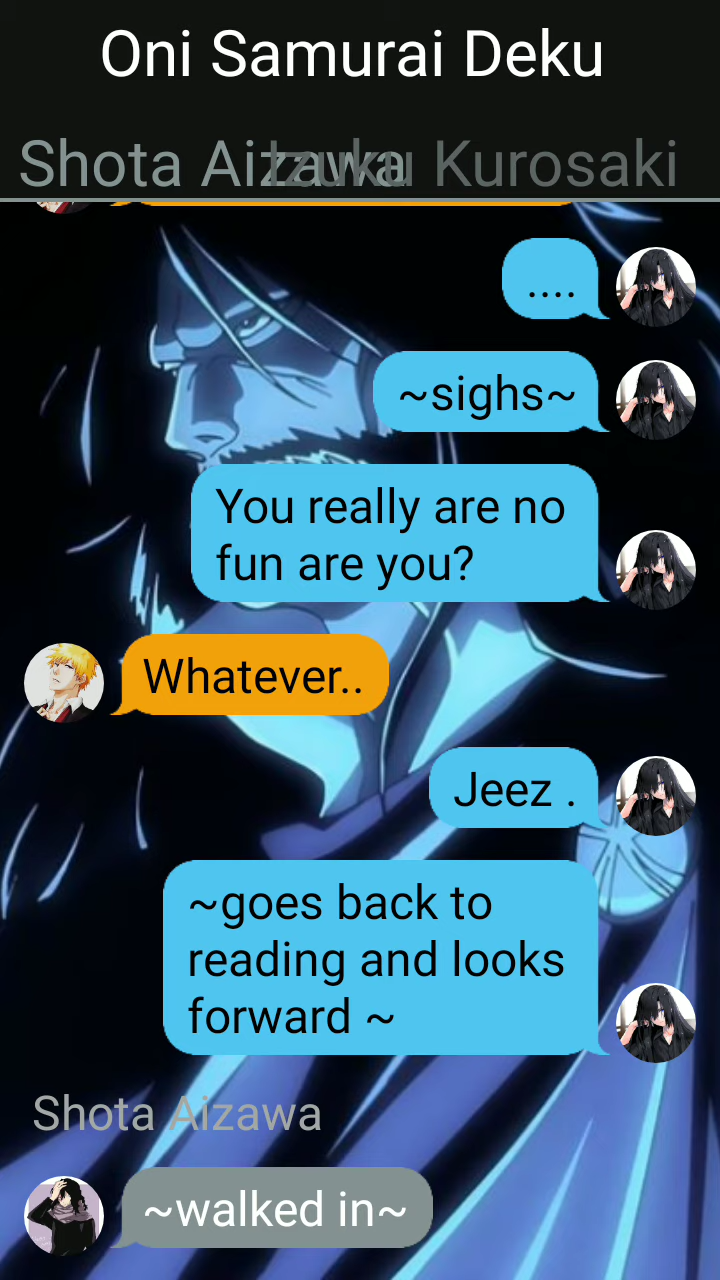 Oni Samurai Deku
Shota Aizawa Izuku Kurosaki
....
~sighs~
You really are no
fun are you?
Whatever..
Jeez .
~goes back to
reading and looks
forward ~
Shota Aizawa
~walked in~